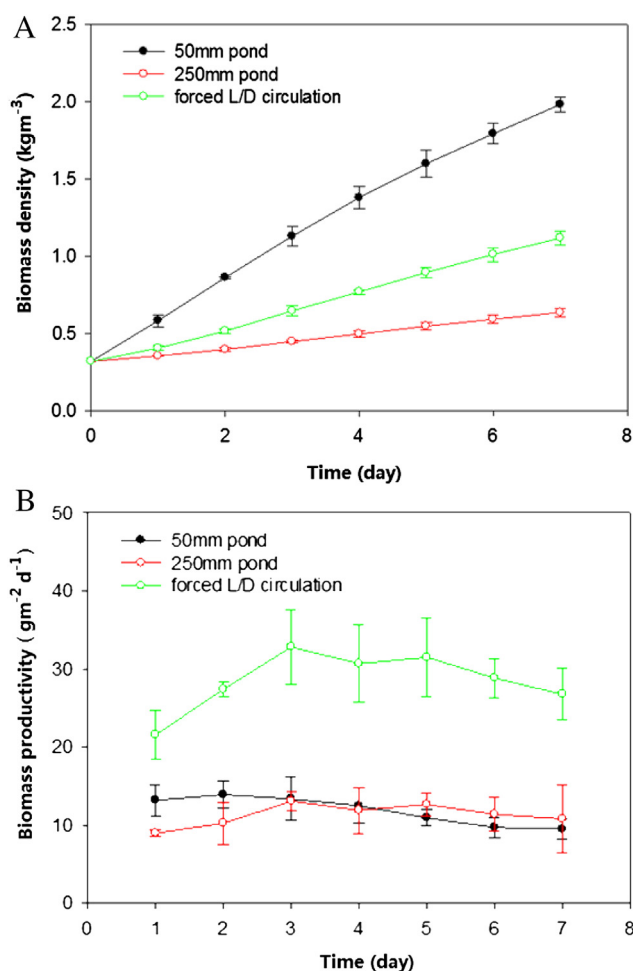 A
2.5
50mm pond
250mm pond
forced L/D circulation
2.0
1.5
1.0
0.5
0.0
Biomass density (kgm⁻³)
0 2 4 6 8
Time (day)
B
50
50mm pond
250mm pond
forced L/D circulation
40
30
20
10
0
Biomass productivity ( gm⁻² d⁻¹)
0 1 2 3 4 5 6 7 8
Time (day)